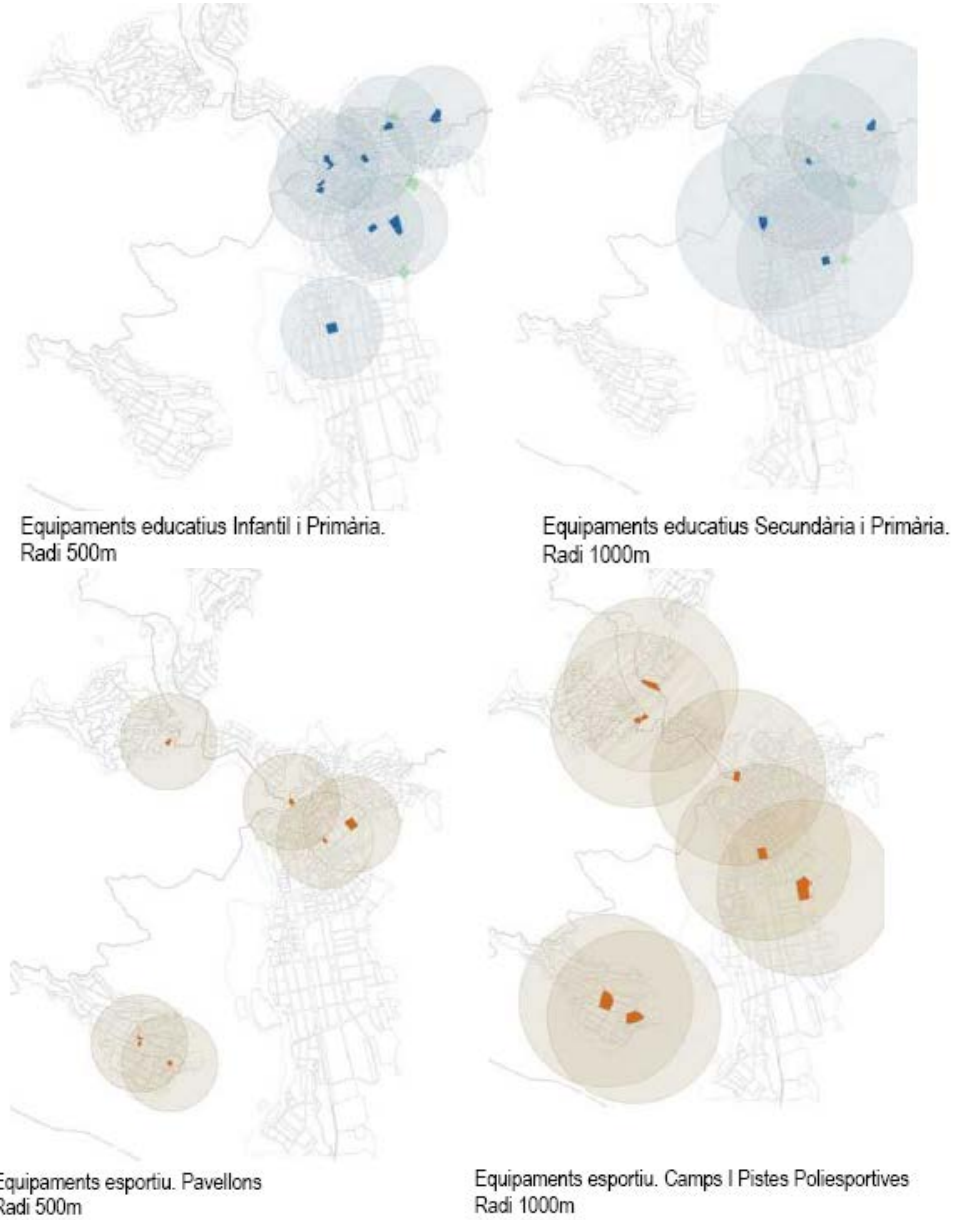 Equipaments educatius Infantil i Primària.
Radi 500m
Equipaments educatius Secundària i Primària.
Radi 1000m
Equipaments esportiu. Pavellons
Radi 500m
Equipaments esportiu. Camps I Pistes Poliesportives
Radi 1000m